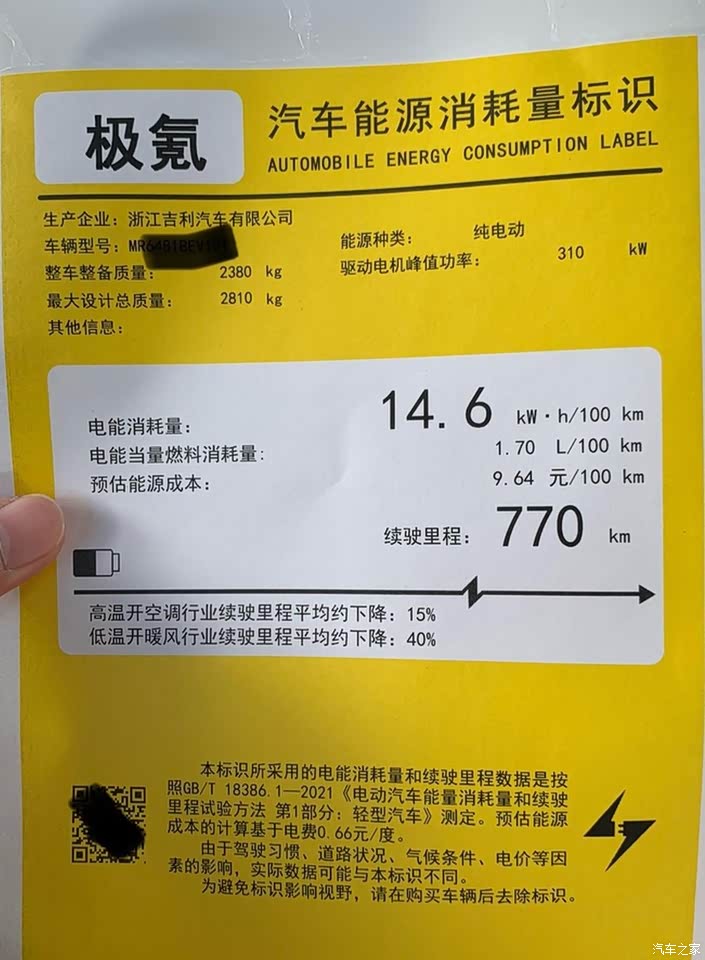 极氪
汽车能源消耗量标识
AUTOMOBILE ENERGY CONSUMPTION LABEL
生产企业：浙江吉利汽车有限公司
车辆型号：
能源种类： 纯电动
整车整备质量： 2380 kg
驱动电机峰值功率： 310 kW
最大设计总质量： 2810 kg
其他信息：
电能消耗量： 14.6 kW·h/100 km
电能当量燃料消耗量： 1.70 L/100 km
预估能源成本： 9.64 元/100 km
续驶里程： 770 km
高温开空调行业续驶里程平均约下降：15%
低温开暖风行业续驶里程平均约下降：40%
本标识所采用的电能消耗量和续驶里程数据是按
照GB/T 18386.1—2021《电动汽车能量消耗量和续驶
里程试验方法 第1部分：轻型汽车》测定。预估能源
成本的计算基于电费0.66元/度。
由于驾驶习惯、道路状况、气候条件、电价等因
素的影响，实际数据可能与本标识不同。
为避免标识影响视野，请在购买车辆后去除标识。
汽车之家